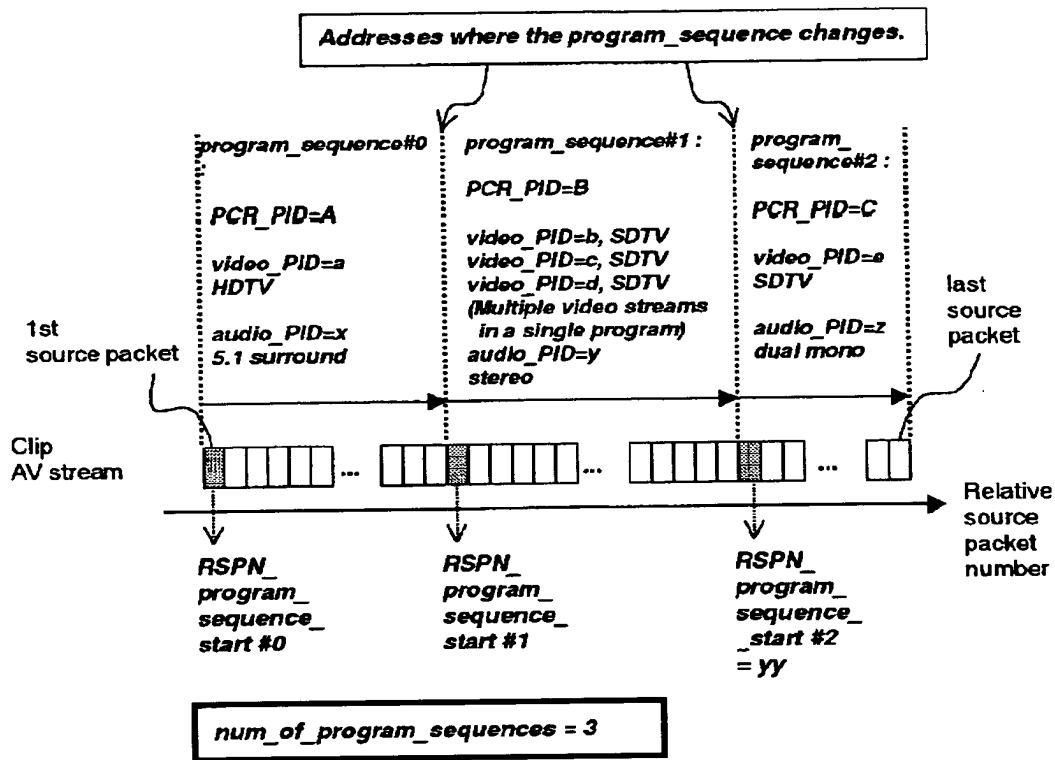 Addresses where the program_sequence changes.
program_sequence#0
:
PCR_PID=A
video_PID=a
HDTV
audio_PID=x
5.1 surround
program_sequence#1 :
PCR_PID=B
video_PID=b, SDTV
video_PID=c, SDTV
video_PID=d, SDTV
(Multiple video streams
in a single program)
audio_PID=y
stereo
program_
sequence#2 :
PCR_PID=C
video_PID=e
SDTV
audio_PID=z
dual mono
1st
source packet
last
source
packet
Clip
AV stream
...
...
...
Relative
source
packet
number
RSPN_
program_
sequence_
start #0
RSPN_
program_
sequence_
start #1
RSPN_
program_
sequence_
_start #2
= yy
num_of_program_sequences = 3